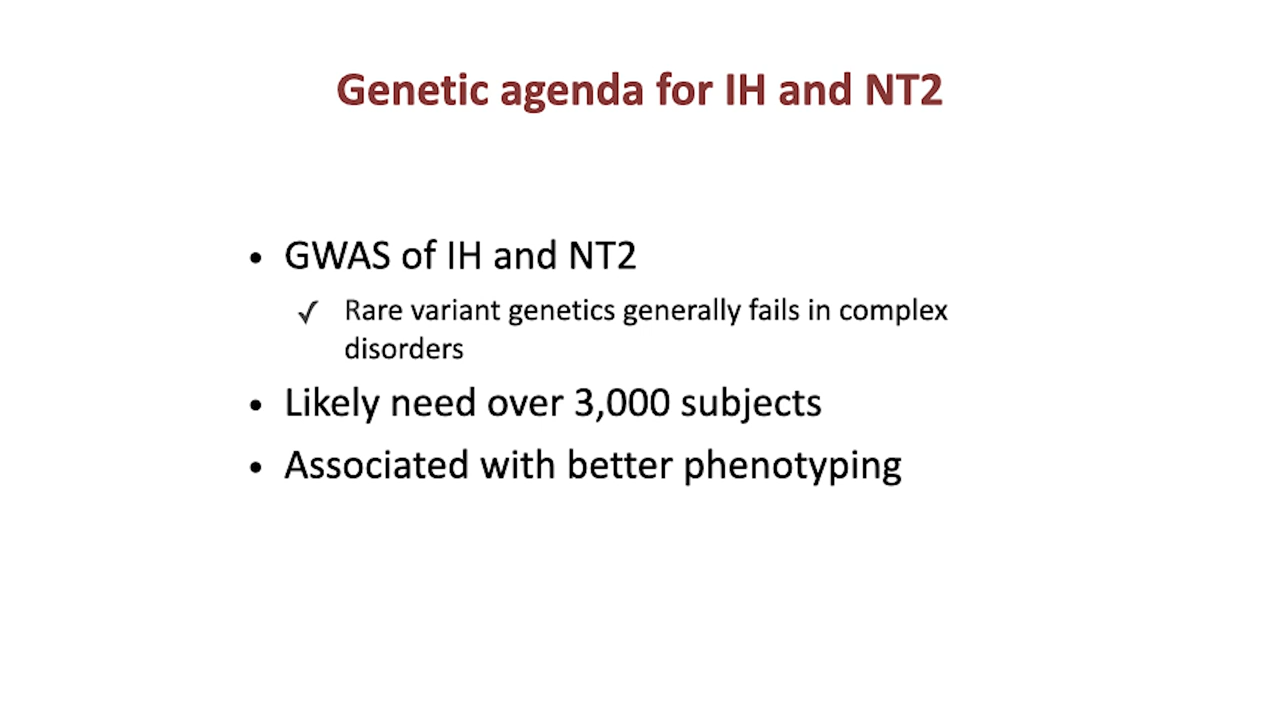 Genetic agenda for IH and NT2
• GWAS of IH and NT2
✓ Rare variant genetics generally fails in complex
disorders
• Likely need over 3,000 subjects
• Associated with better phenotyping